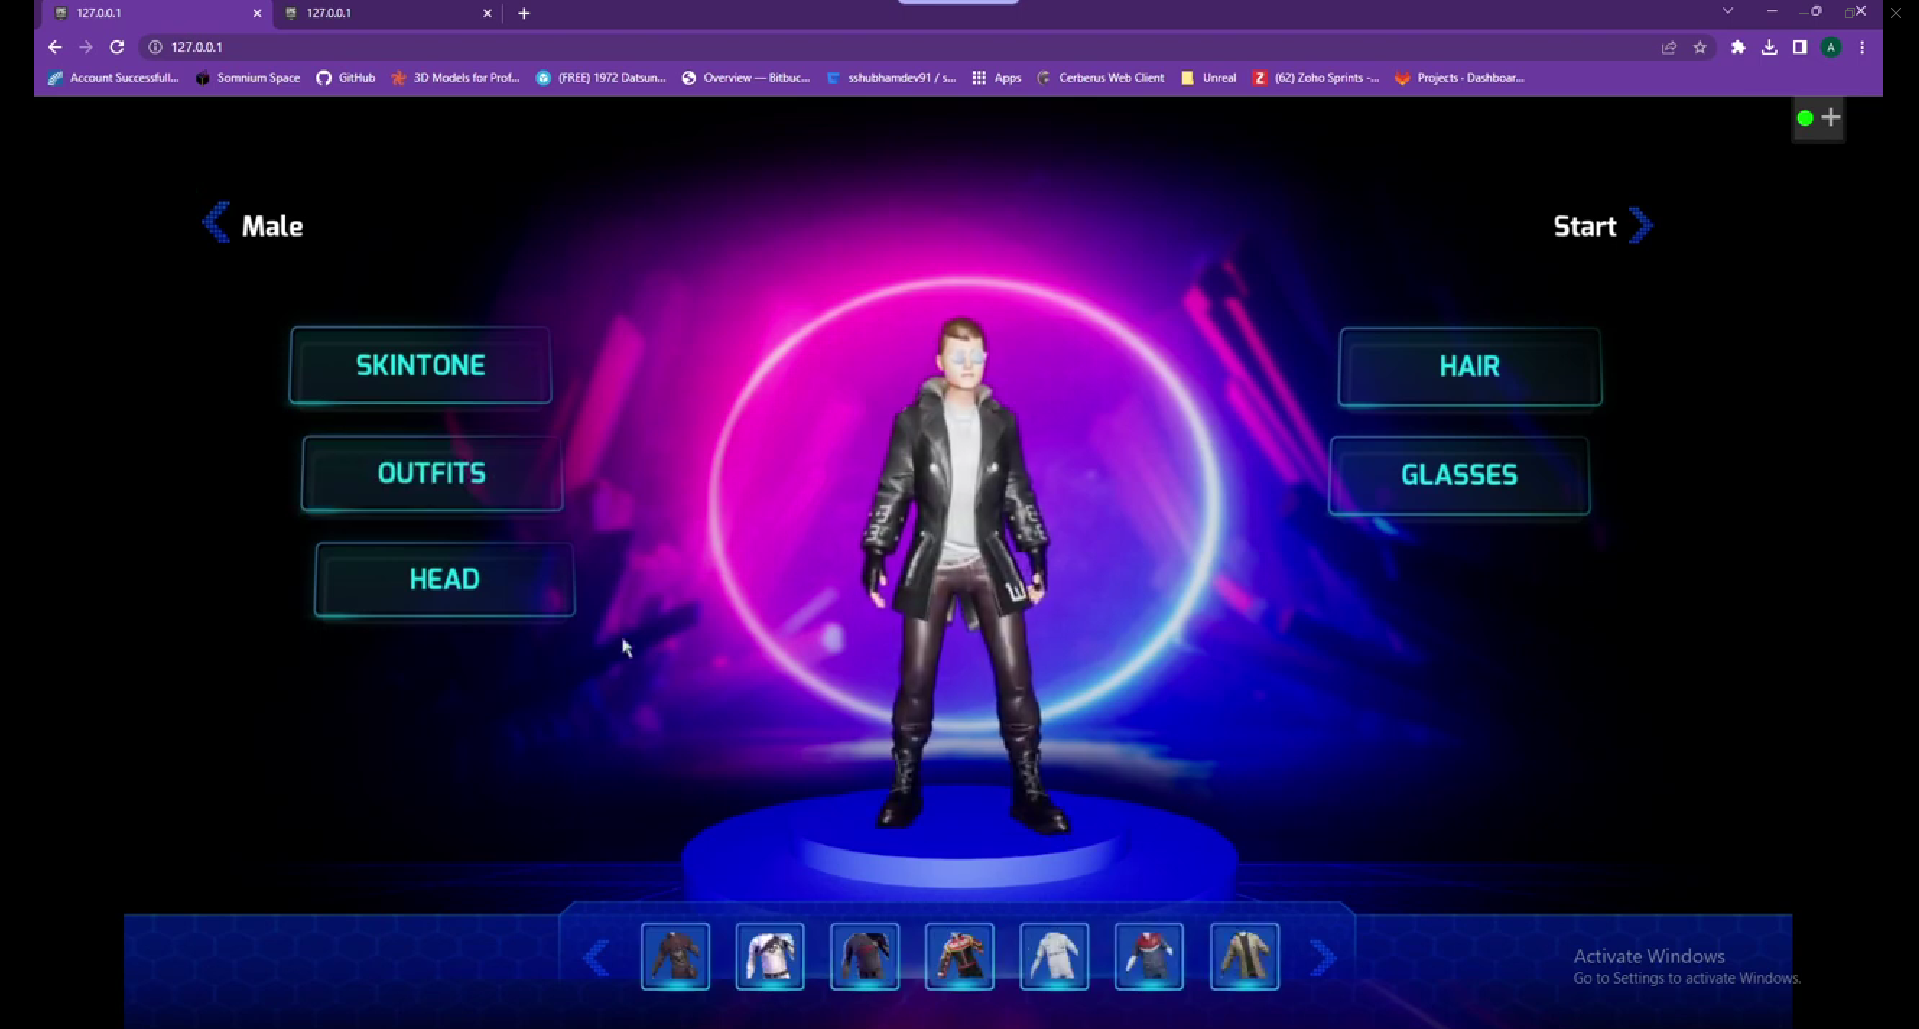 127.0.0.1
127.0.0.1
127.0.0.1
A
Account Successfull...
Somnium Space
GitHub
3D Models for Prof...
(FREE) 1972 Datsun...
Overview — Bitbuc...
sshubhamdev91 / s...
Apps
Cerberus Web Client
Unreal
(62) Zoho Sprints -...
Projects - Dashboar...
Male
Start
SKINTONE
HAIR
OUTFITS
GLASSES
HEAD
Activate Windows
Go to Settings to activate Windows.